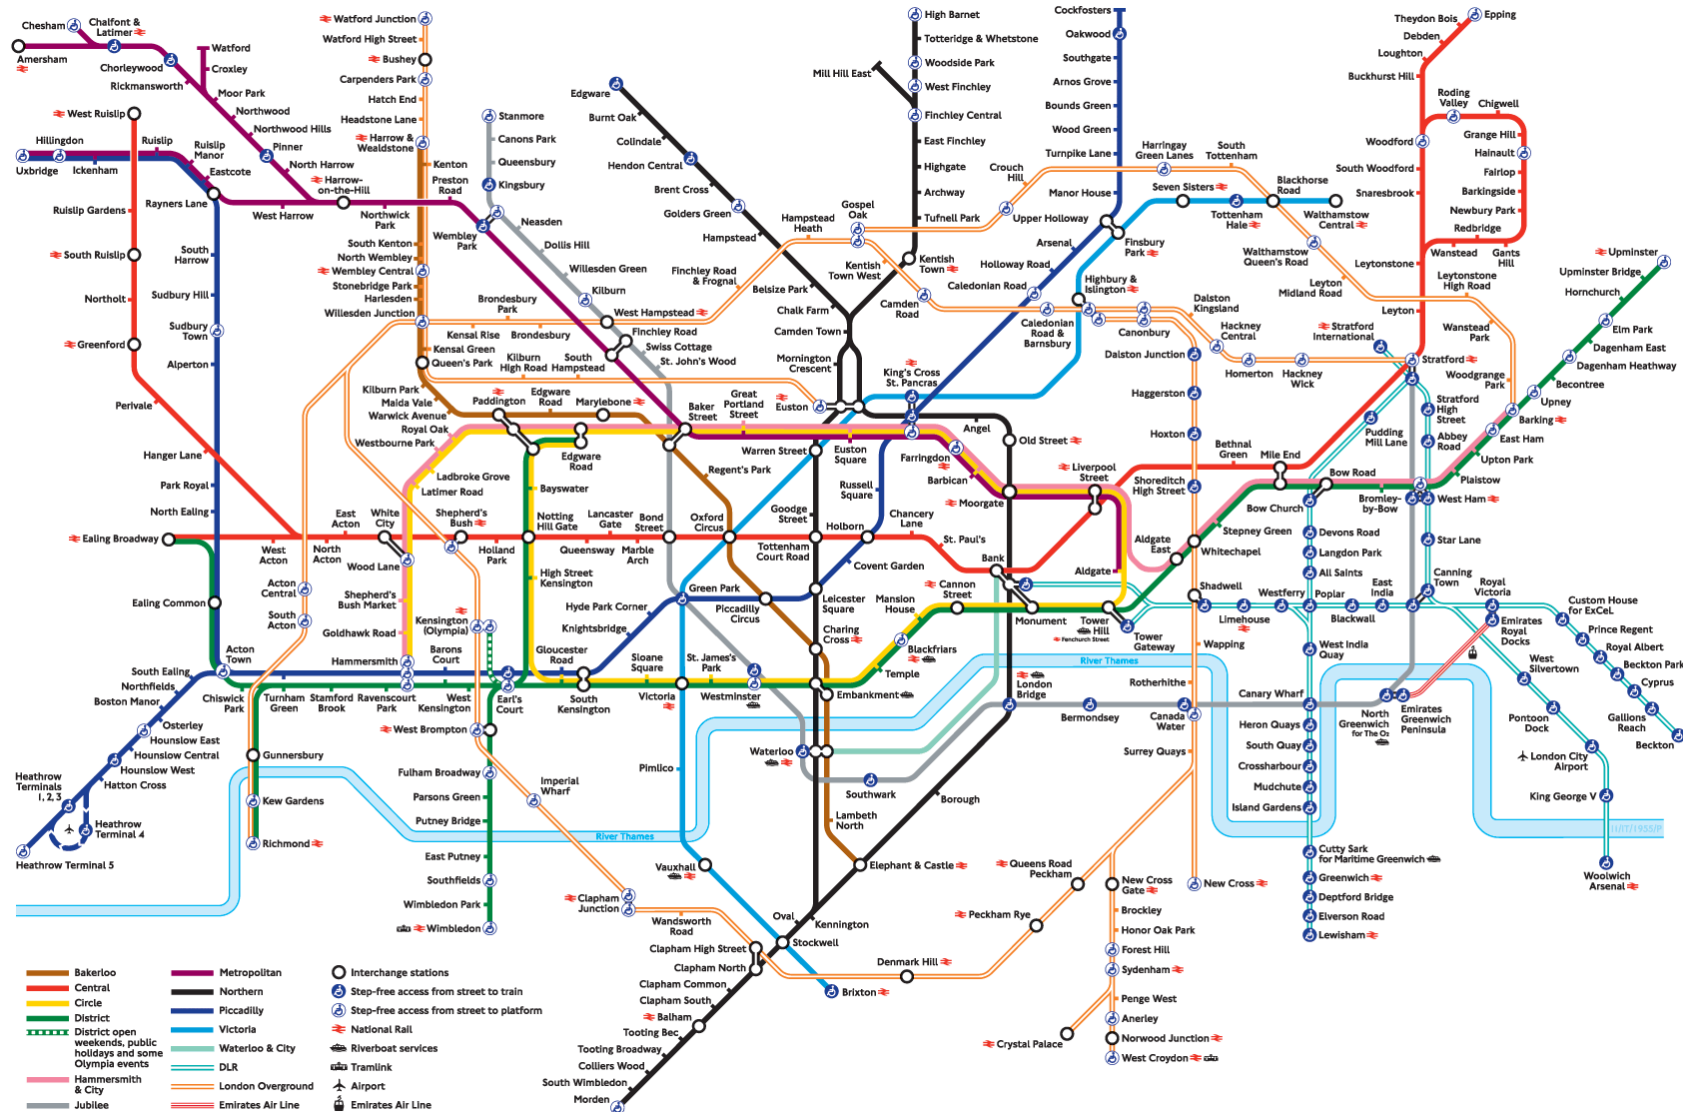 Chesham
Chalfont &
Latimer
Amersham
Chorleywood
Rickmansworth
Watford
Croxley
Moor Park
Northwood
Northwood Hills
Pinner
North Harrow
Harrow-
on-the-Hill
West Ruislip
Hillingdon
Uxbridge
Ickenham
Ruislip
Ruislip
Manor
Eastcote
Rayners Lane
West Harrow
Northwick
Park
Preston
Road
Wembley
Park
Ruislip Gardens
South Ruislip
Northolt
Greenford
Perivale
Hanger Lane
South
Harrow
Sudbury Hill
Sudbury
Town
Alperton
Park Royal
North Ealing
Ealing Broadway
Ealing Common
West
Acton
North
Acton
East
Acton
White
City
Watford Junction
Watford High Street
Bushey
Carpenders Park
Hatch End
Headstone Lane
Harrow &
Wealdstone
Kenton
South Kenton
North Wembley
Wembley Central
Stonebridge Park
Harlesden
Willesden Junction
Kensal Green
Queen's Park
Kilburn Park
Maida Vale
Warwick Avenue
Royal Oak
Westbourne Park
Ladbroke Grove
Latimer Road
Stanmore
Canons Park
Queensbury
Kingsbury
Neasden
Dollis Hill
Willesden Green
Kilburn
West Hampstead
Finchley Road
Swiss Cottage
St. John's Wood
Brondesbury
Park
Kensal Rise
Brondesbury
Kilburn
High Road
South
Hampstead
Finchley Road
& Frognal
Hampstead
Heath
Gospel
Oak
Edgware
Burnt Oak
Colindale
Hendon Central
Brent Cross
Golders Green
Hampstead
Belsize Park
Chalk Farm
Camden Town
Mornington
Crescent
Euston
Mill Hill East
High Barnet
Totteridge & Whetstone
Woodside Park
West Finchley
Finchley Central
East Finchley
Highgate
Archway
Tufnell Park
Kentish
Town
Kentish
Town West
Camden
Road
Cockfosters
Oakwood
Southgate
Arnos Grove
Bounds Green
Wood Green
Turnpike Lane
Manor House
Finsbury
Park
Arsenal
Holloway Road
Caledonian Road
King's Cross
St. Pancras
Crouch
Hill
Upper Holloway
Harringay
Green Lanes
South
Tottenham
Seven Sisters
Tottenham
Hale
Blackhorse
Road
Walthamstow
Central
Walthamstow
Queen's Road
Leyton
Midland Road
Leytonstone
High Road
Wanstead
Park
Woodgrange
Park
Highbury &
Islington
Caledonian
Road &
Barnsbury
Canonbury
Dalston
Kingsland
Hackney
Central
Homerton
Hackney
Wick
Dalston Junction
Haggerston
Hoxton
Shoreditch
High Street
Epping
Theydon Bois
Debden
Loughton
Buckhurst Hill
Roding
Valley
Chigwell
Grange Hill
Hainault
Fairlop
Barkingside
Newbury Park
Redbridge
Gants
Hill
Wanstead
Woodford
South Woodford
Snaresbrook
Leytonstone
Leyton
Stratford
International
Stratford
Stratford
High
Street
Abbey
Road
Pudding
Mill Lane
Upminster
Upminster Bridge
Hornchurch
Elm Park
Dagenham East
Dagenham Heathway
Becontree
Upney
Barking
East Ham
Upton Park
Plaistow
West Ham
Bromley-
by-Bow
Bow Road
Bow Church
Mile End
Bethnal
Green
Stepney Green
Whitechapel
Aldgate
East
Aldgate
Liverpool
Street
Moorgate
Barbican
Farringdon
Old Street
Angel
Paddington
Edgware
Road
Marylebone
Baker
Street
Great
Portland
Street
Euston
Square
Warren Street
Regent's Park
Edgware
Road
Bayswater
Notting
Hill Gate
Lancaster
Gate
Queensway
Marble
Arch
Bond
Street
Oxford
Circus
Goodge
Street
Tottenham
Court Road
Russell
Square
Holborn
Chancery
Lane
St. Paul's
Bank
Covent Garden
Leicester
Square
Piccadilly
Circus
Green Park
Hyde Park Corner
Knightsbridge
High Street
Kensington
Shepherd's
Bush
Holland
Park
Wood Lane
Shepherd's
Bush Market
Goldhawk Road
Hammersmith
Acton
Central
South
Acton
Acton
Town
South Ealing
Northfields
Boston Manor
Osterley
Hounslow East
Hounslow Central
Hounslow West
Hatton Cross
Heathrow
Terminals
1, 2, 3
Heathrow
Terminal 4
Heathrow Terminal 5
Chiswick
Park
Turnham
Green
Stamford
Brook
Ravenscourt
Park
West
Kensington
Barons
Court
Kensington
(Olympia)
Earl's
Court
Gloucester
Road
South
Kensington
Sloane
Square
Victoria
St. James's
Park
Westminster
Charing
Cross
Embankment
Temple
Blackfriars
Mansion
House
Cannon
Street
Monument
Tower
Hill
Fenchurch Street
Tower
Gateway
Shadwell
Limehouse
Westferry
Poplar
Blackwall
East
India
Canning
Town
Royal
Victoria
Custom House
for ExCeL
Prince Regent
Royal Albert
Beckton Park
Cyprus
Gallions
Reach
Beckton
Devons Road
Langdon Park
All Saints
Star Lane
Emirates
Royal
Docks
West
Silvertown
Pontoon
Dock
London City
Airport
King George V
Woolwich
Arsenal
West India
Quay
Canary Wharf
Heron Quays
South Quay
Crossharbour
Mudchute
Island Gardens
Cutty Sark
for Maritime Greenwich
Greenwich
Deptford Bridge
Elverson Road
Lewisham
North
Greenwich
for The O2
Emirates
Greenwich
Peninsula
River Thames
Wapping
Rotherhithe
Canada
Water
Surrey Quays
Bermondsey
London
Bridge
Southwark
Waterloo
Borough
Lambeth
North
Elephant & Castle
Pimlico
Vauxhall
River Thames
Gunnersbury
Kew Gardens
Richmond
West Brompton
Fulham Broadway
Parsons Green
Putney Bridge
East Putney
Southfields
Wimbledon Park
Wimbledon
Imperial
Wharf
Clapham
Junction
Wandsworth
Road
Clapham High Street
Clapham North
Clapham Common
Clapham South
Balham
Tooting Bec
Tooting Broadway
Colliers Wood
South Wimbledon
Morden
Oval
Kennington
Stockwell
Brixton
Denmark Hill
Peckham Rye
Queens Road
Peckham
New Cross
Gate
New Cross
Brockley
Honor Oak Park
Forest Hill
Sydenham
Penge West
Anerley
Norwood Junction
West Croydon
Crystal Palace
Bakerloo
Central
Circle
District
District open
weekends, public
holidays and some
Olympia events
Hammersmith
& City
Jubilee
Metropolitan
Northern
Piccadilly
Victoria
Waterloo & City
DLR
London Overground
Emirates Air Line
Interchange stations
Step-free access from street to train
Step-free access from street to platform
National Rail
Riverboat services
Tramlink
Airport
Emirates Air Line